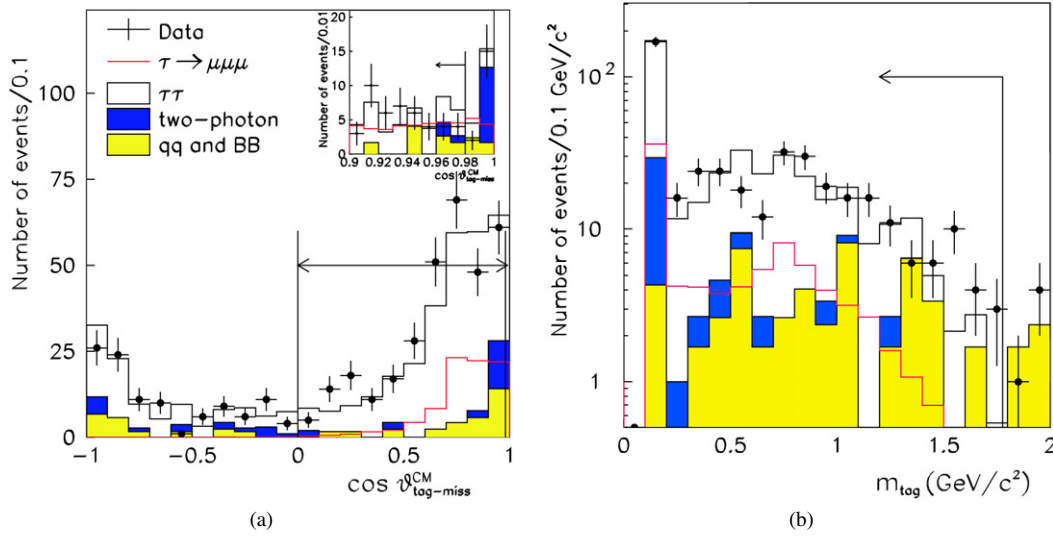 Number of events/0.1
100
75
50
25
0
-1
-0.5
0
0.5
1
cos ϑ^CM_tag-miss
Data
τ → μμμ
ττ
two-photon
qq and BB
Number of events/0.01
20
15
10
5
0
0.9
0.92
0.94
0.96
0.98
1
cos ϑ^CM_tag-miss
(a)
Number of events/0.1 GeV/c²
10²
10
1
0
0.5
1
1.5
2
m_tag (GeV/c²)
(b)